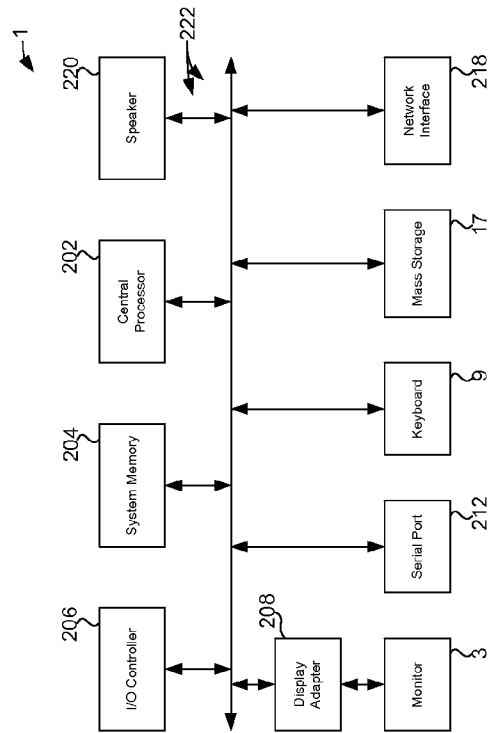 1
206
204
202
220
I/O Controller
System Memory
Central
Processor
Speaker
222
208
Display
Adapter
Monitor
Serial Port
Keyboard
Mass Storage
Network
Interface
3
212
9
17
218